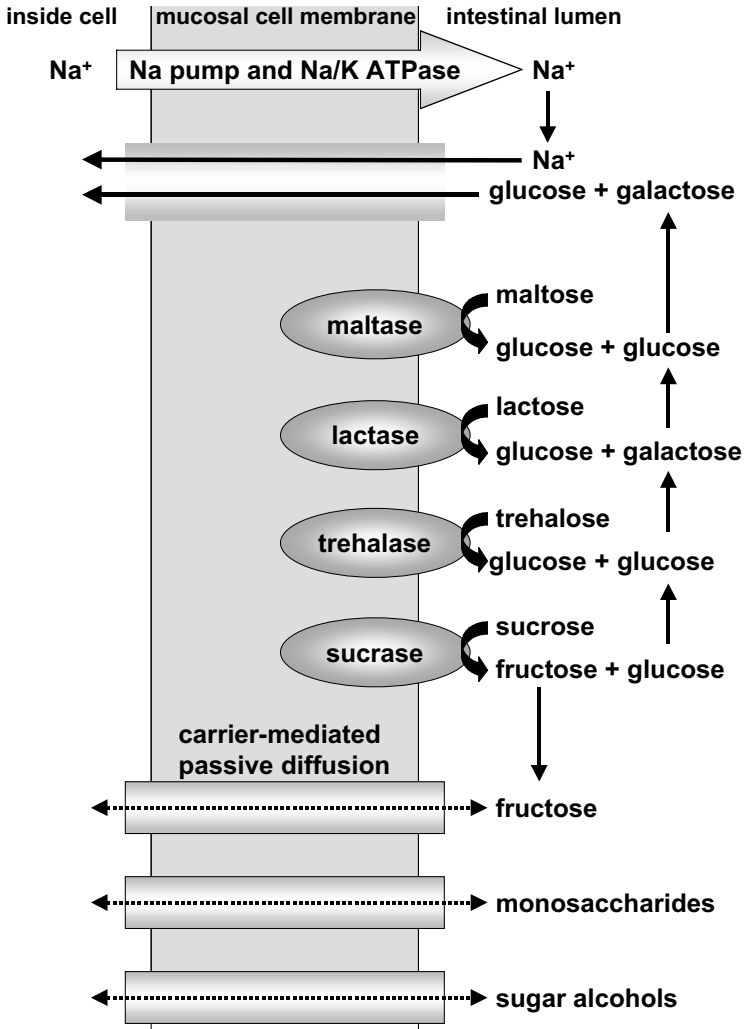 inside cell mucosal cell membrane intestinal lumen
Na⁺ Na pump and Na/K ATPase Na⁺
Na⁺
glucose + galactose
maltose
maltase
glucose + glucose
lactose
lactase
glucose + galactose
trehalose
trehalase
glucose + glucose
sucrose
sucrase
fructose + glucose
carrier-mediated
passive diffusion
fructose
monosaccharides
sugar alcohols